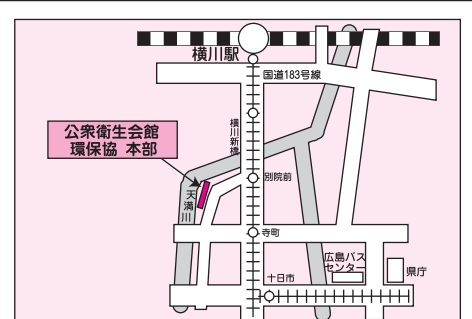 横川駅
国道183号線
公衆衛生会館
環保協 本部
横川新橋
別院前
天満川
寺町
広島バス
センター
県庁
十日市